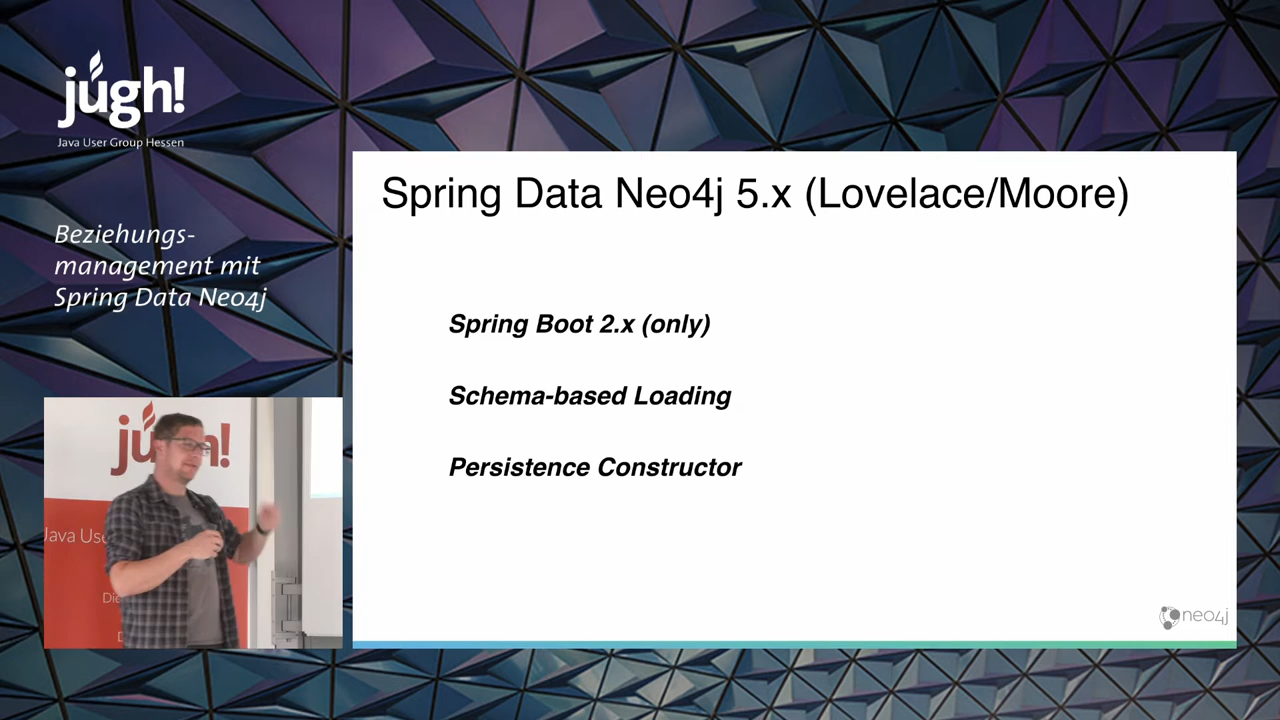 jugh!
Java User Group Hessen
Beziehungs-
management mit
Spring Data Neo4j
Spring Data Neo4j 5.x (Lovelace/Moore)
Spring Boot 2.x (only)
Schema-based Loading
Persistence Constructor
neo4j
Java Use
Die
D